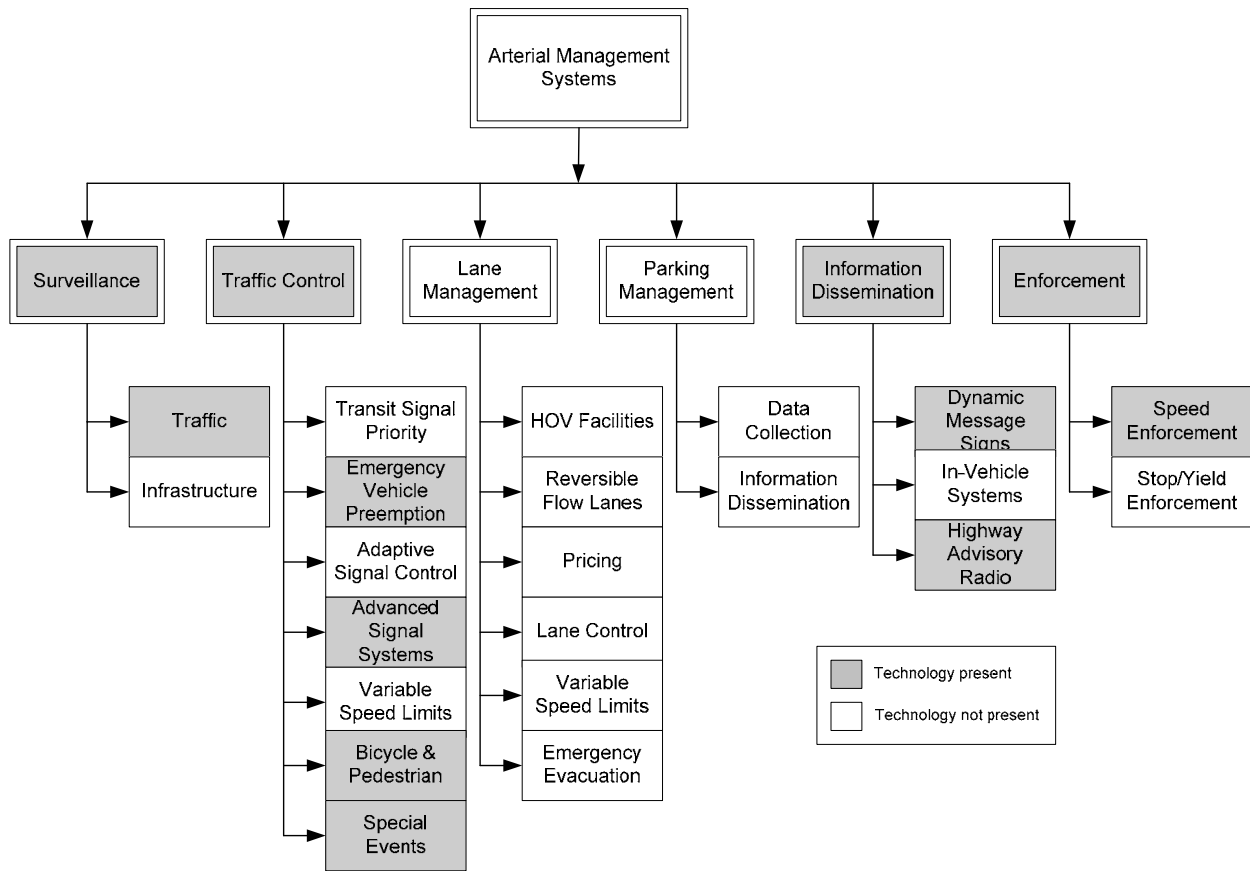 Arterial Management
Systems
Surveillance
Traffic Control
Lane
Management
Parking
Management
Information
Dissemination
Enforcement
Traffic
Infrastructure
Transit Signal
Priority
Emergency
Vehicle
Preemption
Adaptive
Signal Control
Advanced
Signal
Systems
Variable
Speed Limits
Bicycle &
Pedestrian
Special
Events
HOV Facilities
Reversible
Flow Lanes
Pricing
Lane Control
Variable
Speed Limits
Emergency
Evacuation
Data
Collection
Information
Dissemination
Dynamic
Message
Signs
In-Vehicle
Systems
Highway
Advisory
Radio
Speed
Enforcement
Stop/Yield
Enforcement
Technology present
Technology not present